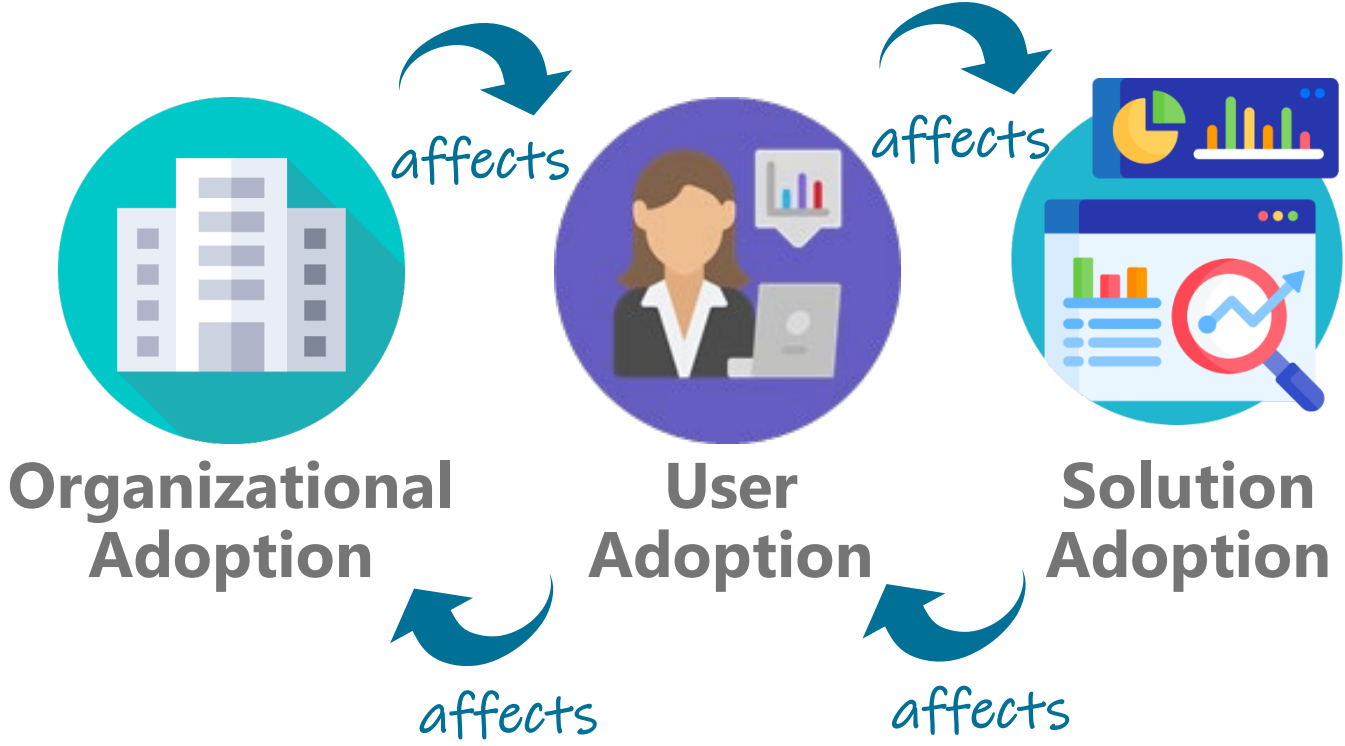 affects
affects
Organizational
Adoption
User
Adoption
Solution
Adoption
affects
affects